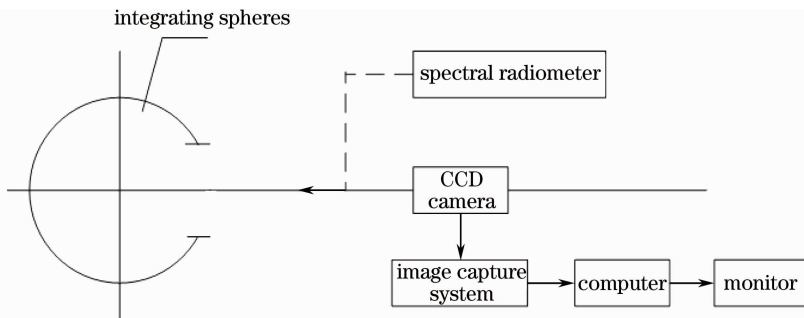 integrating spheres
spectral radiometer
CCD
camera
image capture
system
computer
monitor